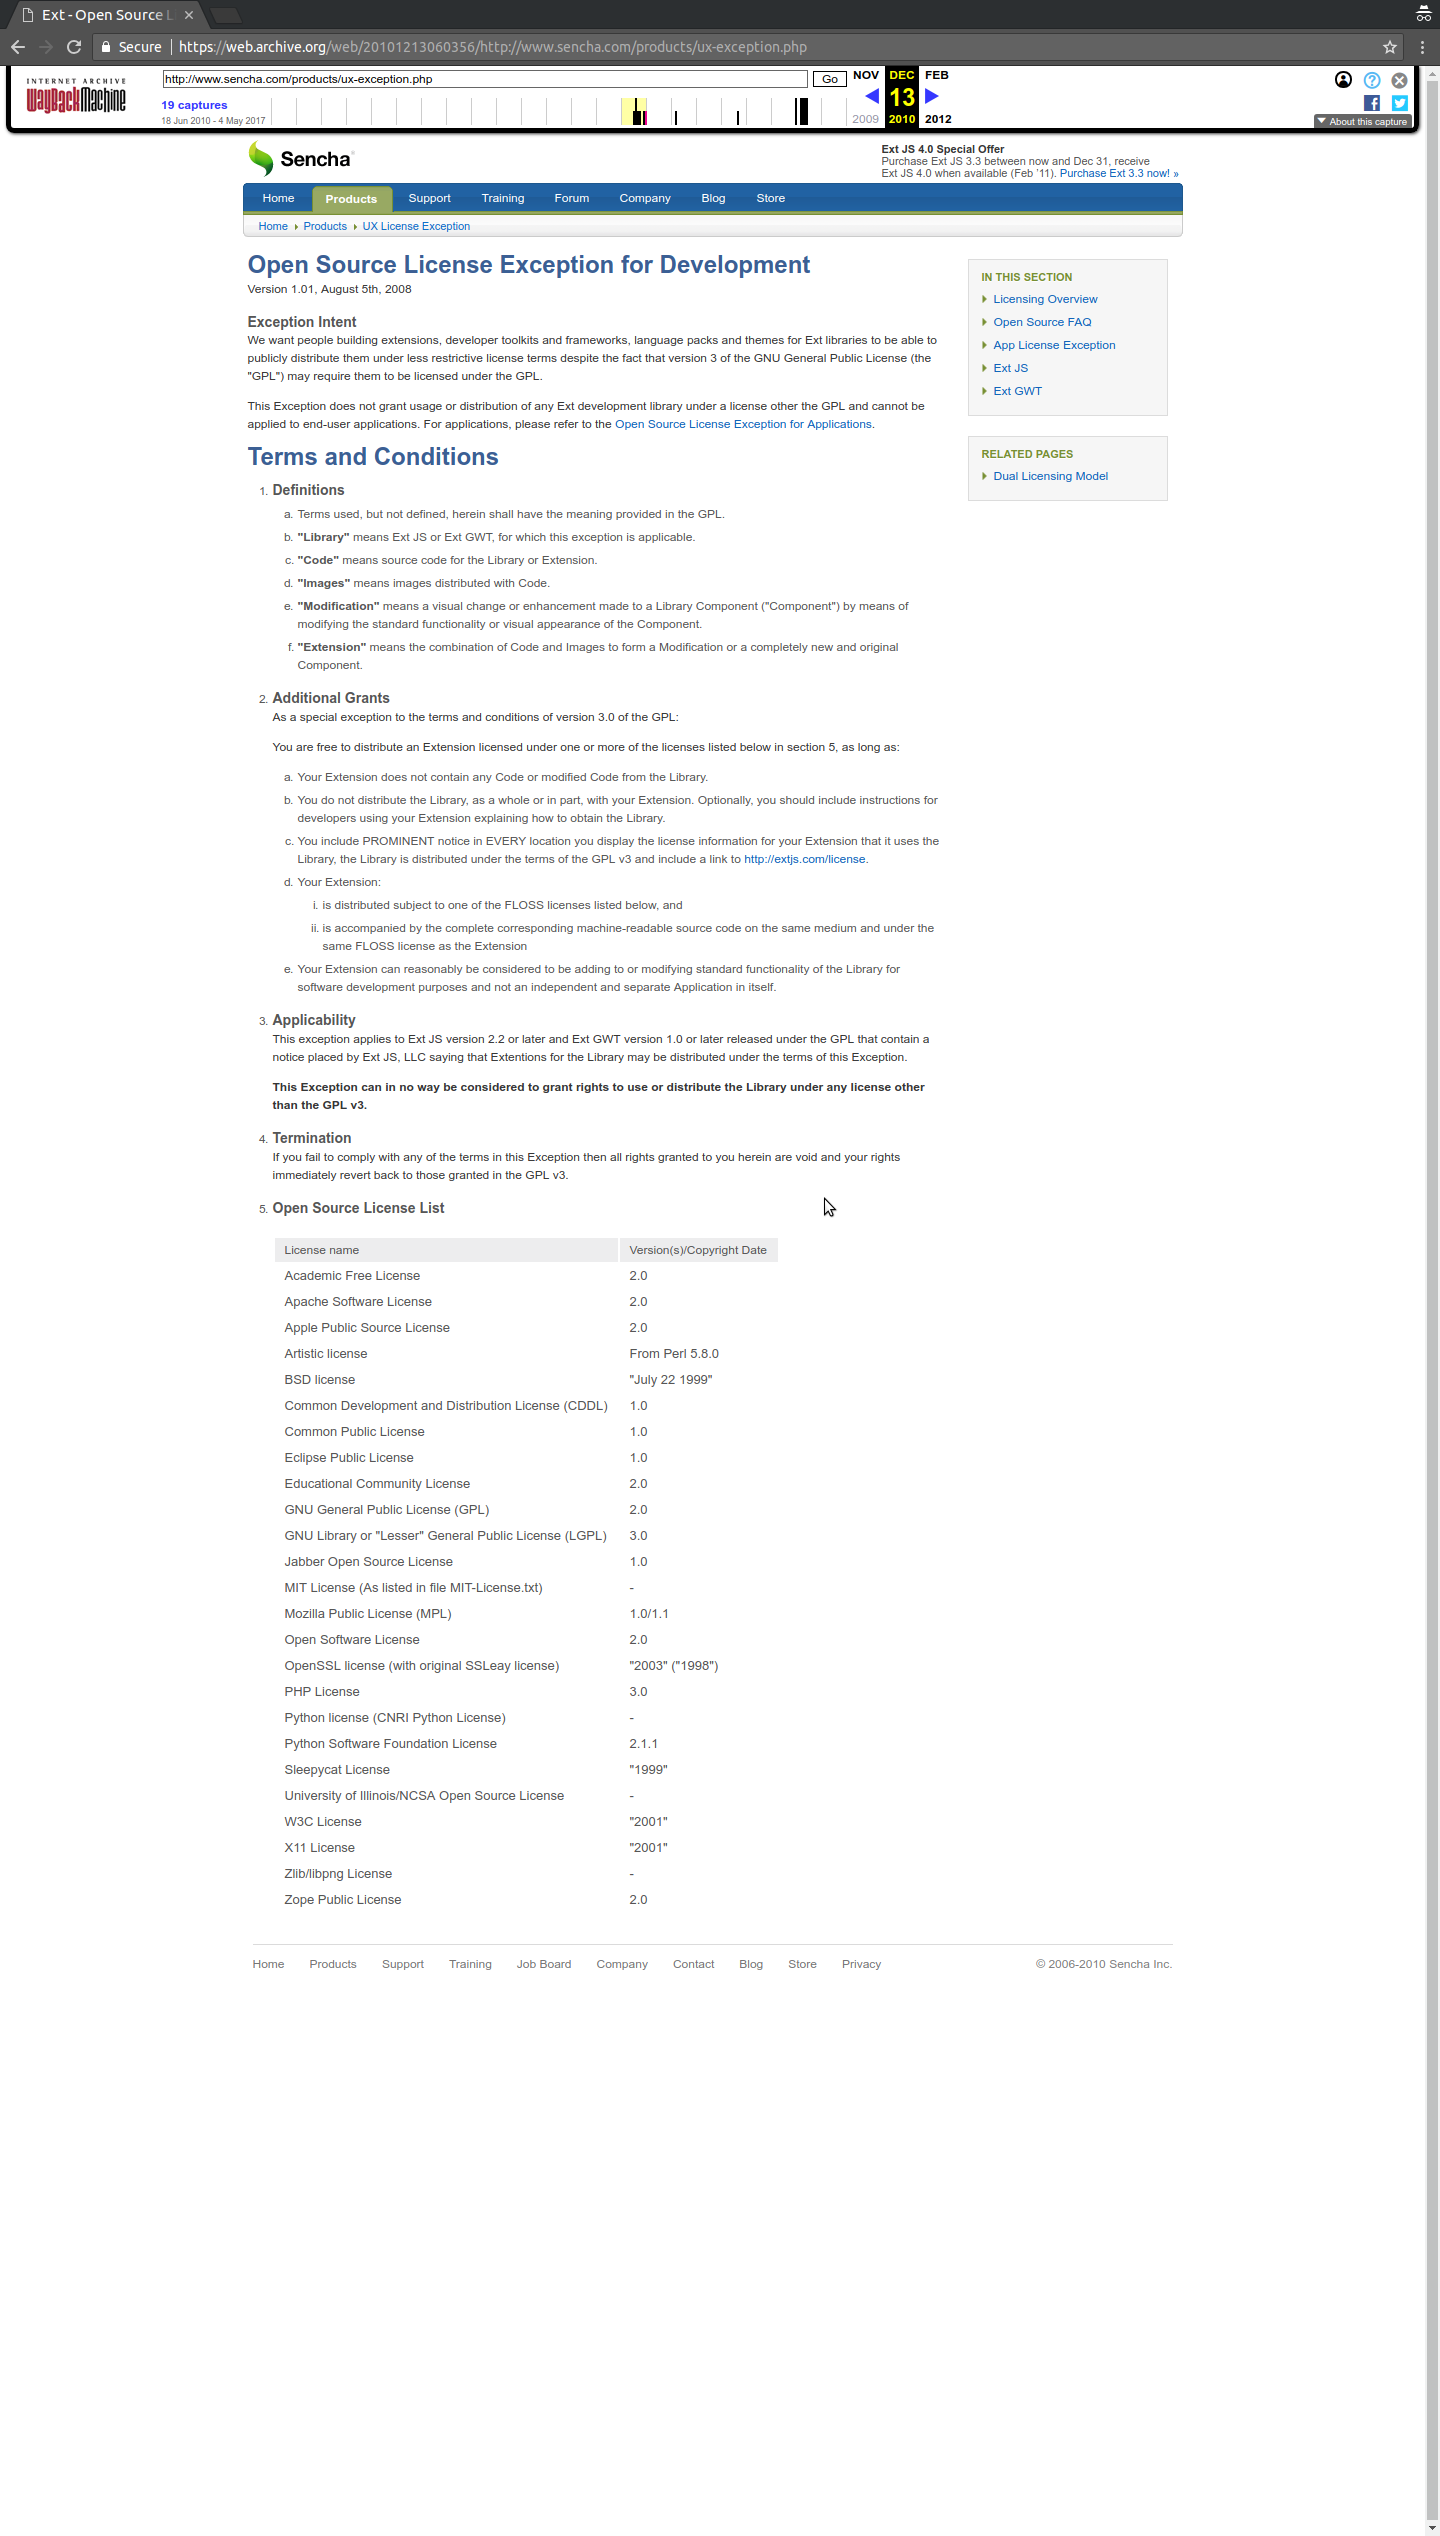 Ext - Open Source L
Secure https://web.archive.org/web/20101213060356/http://www.sencha.com/products/ux-exception.php
INTERNET ARCHIVE
WayBackMachine
http://www.sencha.com/products/ux-exception.php Go
19 captures
18 Jun 2010 - 4 May 2017
NOV DEC FEB
13
2009 2010 2012
About this capture
Sencha
Ext JS 4.0 Special Offer
Purchase Ext JS 3.3 between now and Dec 31, receive
Ext JS 4.0 when available (Feb '11). Purchase Ext 3.3 now! »
Home Products Support Training Forum Company Blog Store
Home Products UX License Exception
Open Source License Exception for Development
Version 1.01, August 5th, 2008
Exception Intent
We want people building extensions, developer toolkits and frameworks, language packs and themes for Ext libraries to be able to
publicly distribute them under less restrictive license terms despite the fact that version 3 of the GNU General Public License (the
"GPL") may require them to be licensed under the GPL.
This Exception does not grant usage or distribution of any Ext development library under a license other the GPL and cannot be
applied to end-user applications. For applications, please refer to the Open Source License Exception for Applications.
Terms and Conditions
1. Definitions
a. Terms used, but not defined, herein shall have the meaning provided in the GPL.
b. "Library" means Ext JS or Ext GWT, for which this exception is applicable.
c. "Code" means source code for the Library or Extension.
d. "Images" means images distributed with Code.
e. "Modification" means a visual change or enhancement made to a Library Component ("Component") by means of
modifying the standard functionality or visual appearance of the Component.
f. "Extension" means the combination of Code and Images to form a Modification or a completely new and original
Component.
2. Additional Grants
As a special exception to the terms and conditions of version 3.0 of the GPL:
You are free to distribute an Extension licensed under one or more of the licenses listed below in section 5, as long as:
a. Your Extension does not contain any Code or modified Code from the Library.
b. You do not distribute the Library, as a whole or in part, with your Extension. Optionally, you should include instructions for
developers using your Extension explaining how to obtain the Library.
c. You include PROMINENT notice in EVERY location you display the license information for your Extension that it uses the
Library, the Library is distributed under the terms of the GPL v3 and include a link to http://extjs.com/license.
d. Your Extension:
i. is distributed subject to one of the FLOSS licenses listed below, and
ii. is accompanied by the complete corresponding machine-readable source code on the same medium and under the
same FLOSS license as the Extension
e. Your Extension can reasonably be considered to be adding to or modifying standard functionality of the Library for
software development purposes and not an independent and separate Application in itself.
3. Applicability
This exception applies to Ext JS version 2.2 or later and Ext GWT version 1.0 or later released under the GPL that contain a
notice placed by Ext JS, LLC saying that Extentions for the Library may be distributed under the terms of this Exception.
This Exception can in no way be considered to grant rights to use or distribute the Library under any license other
than the GPL v3.
4. Termination
If you fail to comply with any of the terms in this Exception then all rights granted to you herein are void and your rights
immediately revert back to those granted in the GPL v3.
5. Open Source License List
License name Version(s)/Copyright Date
Academic Free License 2.0
Apache Software License 2.0
Apple Public Source License 2.0
Artistic license From Perl 5.8.0
BSD license "July 22 1999"
Common Development and Distribution License (CDDL) 1.0
Common Public License 1.0
Eclipse Public License 1.0
Educational Community License 2.0
GNU General Public License (GPL) 2.0
GNU Library or "Lesser" General Public License (LGPL) 3.0
Jabber Open Source License 1.0
MIT License (As listed in file MIT-License.txt) -
Mozilla Public License (MPL) 1.0/1.1
Open Software License 2.0
OpenSSL license (with original SSLeay license) "2003" ("1998")
PHP License 3.0
Python license (CNRI Python License) -
Python Software Foundation License 2.1.1
Sleepycat License "1999"
University of Illinois/NCSA Open Source License -
W3C License "2001"
X11 License "2001"
Zlib/libpng License -
Zope Public License 2.0
IN THIS SECTION
Licensing Overview
Open Source FAQ
App License Exception
Ext JS
Ext GWT
RELATED PAGES
Dual Licensing Model
Home Products Support Training Job Board Company Contact Blog Store Privacy © 2006-2010 Sencha Inc.